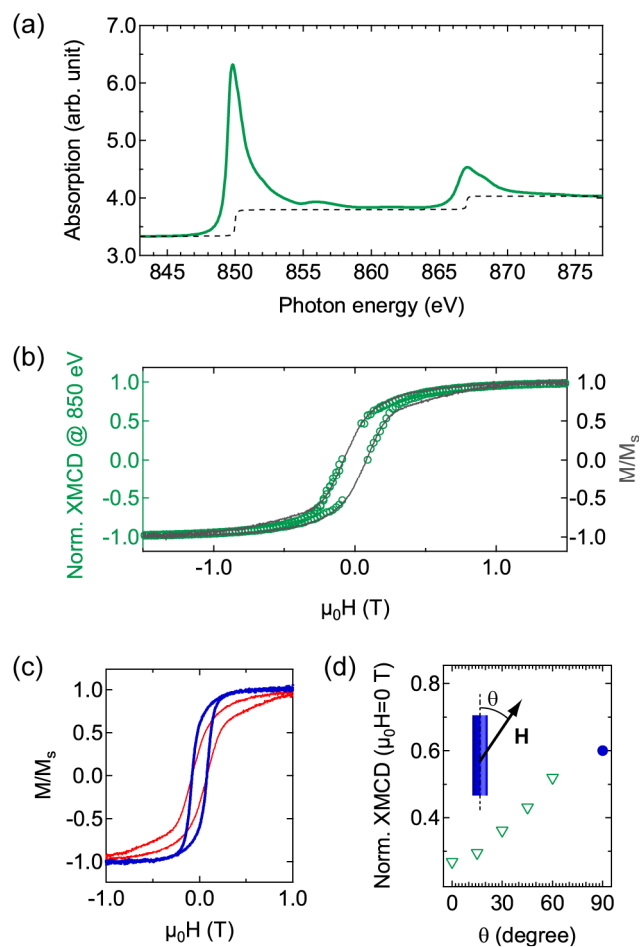 (a)
Absorption (arb. unit)
7.0
6.0
5.0
4.0
3.0
845 850 855 860 865 870 875
Photon energy (eV)
(b)
Norm. XMCD @ 850 eV
1.0
0.5
0.0
-0.5
-1.0
1.0
0.5
0.0
-0.5
-1.0
M/Ms
-1.0 0.0 1.0
μ₀H (T)
(c)
M/Ms
1.0
0.5
0.0
-0.5
-1.0
-1.0 0.0 1.0
μ₀H (T)
(d)
Norm. XMCD (μ₀H=0 T)
0.8
0.6
0.4
θ
H
0 30 60 90
θ (degree)